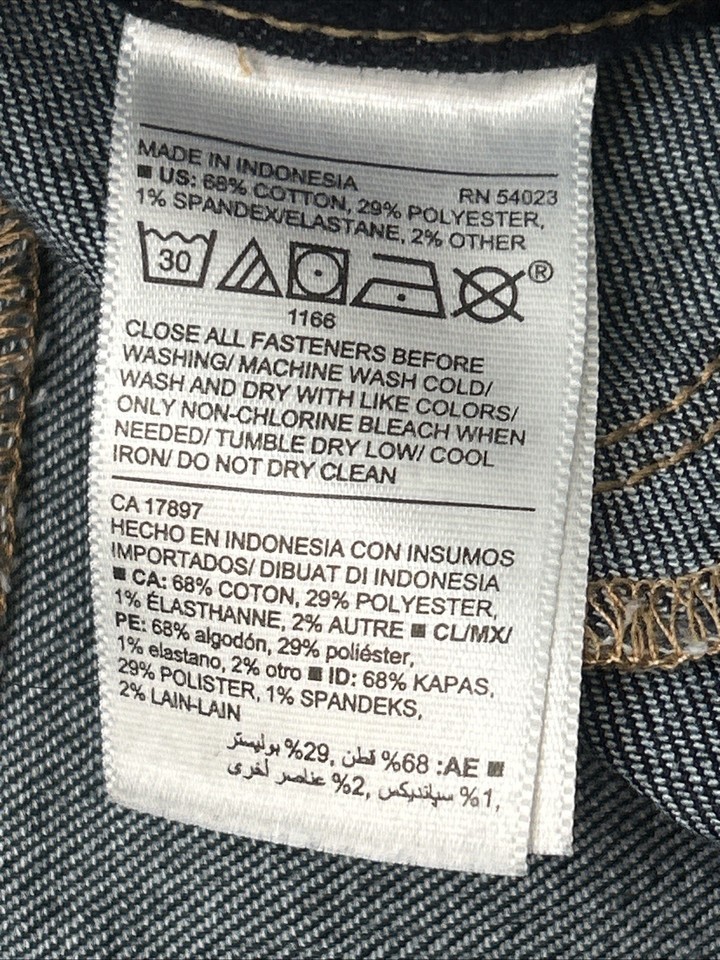 MADE IN INDONESIA RN 54023
■ US: 68% COTTON, 29% POLYESTER,
1% SPANDEX/ELASTANE, 2% OTHER
30 ®
1166
CLOSE ALL FASTENERS BEFORE
WASHING/ MACHINE WASH COLD/
WASH AND DRY WITH LIKE COLORS/
ONLY NON-CHLORINE BLEACH WHEN
NEEDED/ TUMBLE DRY LOW/ COOL
IRON/ DO NOT DRY CLEAN
CA 17897
HECHO EN INDONESIA CON INSUMOS
IMPORTADOS/ DIBUAT DI INDONESIA
■ CA: 68% COTON, 29% POLYESTER,
1% ÉLASTHANNE, 2% AUTRE ■ CL/MX/
PE: 68% algodón, 29% poliéster,
1% elastano, 2% otro ■ ID: 68% KAPAS,
29% POLISTER, 1% SPANDEKS,
2% LAIN-LAIN
■ AE: 68% قطن, 29% بوليستر
1%, سپانديكس, 2% عناصر لخرى